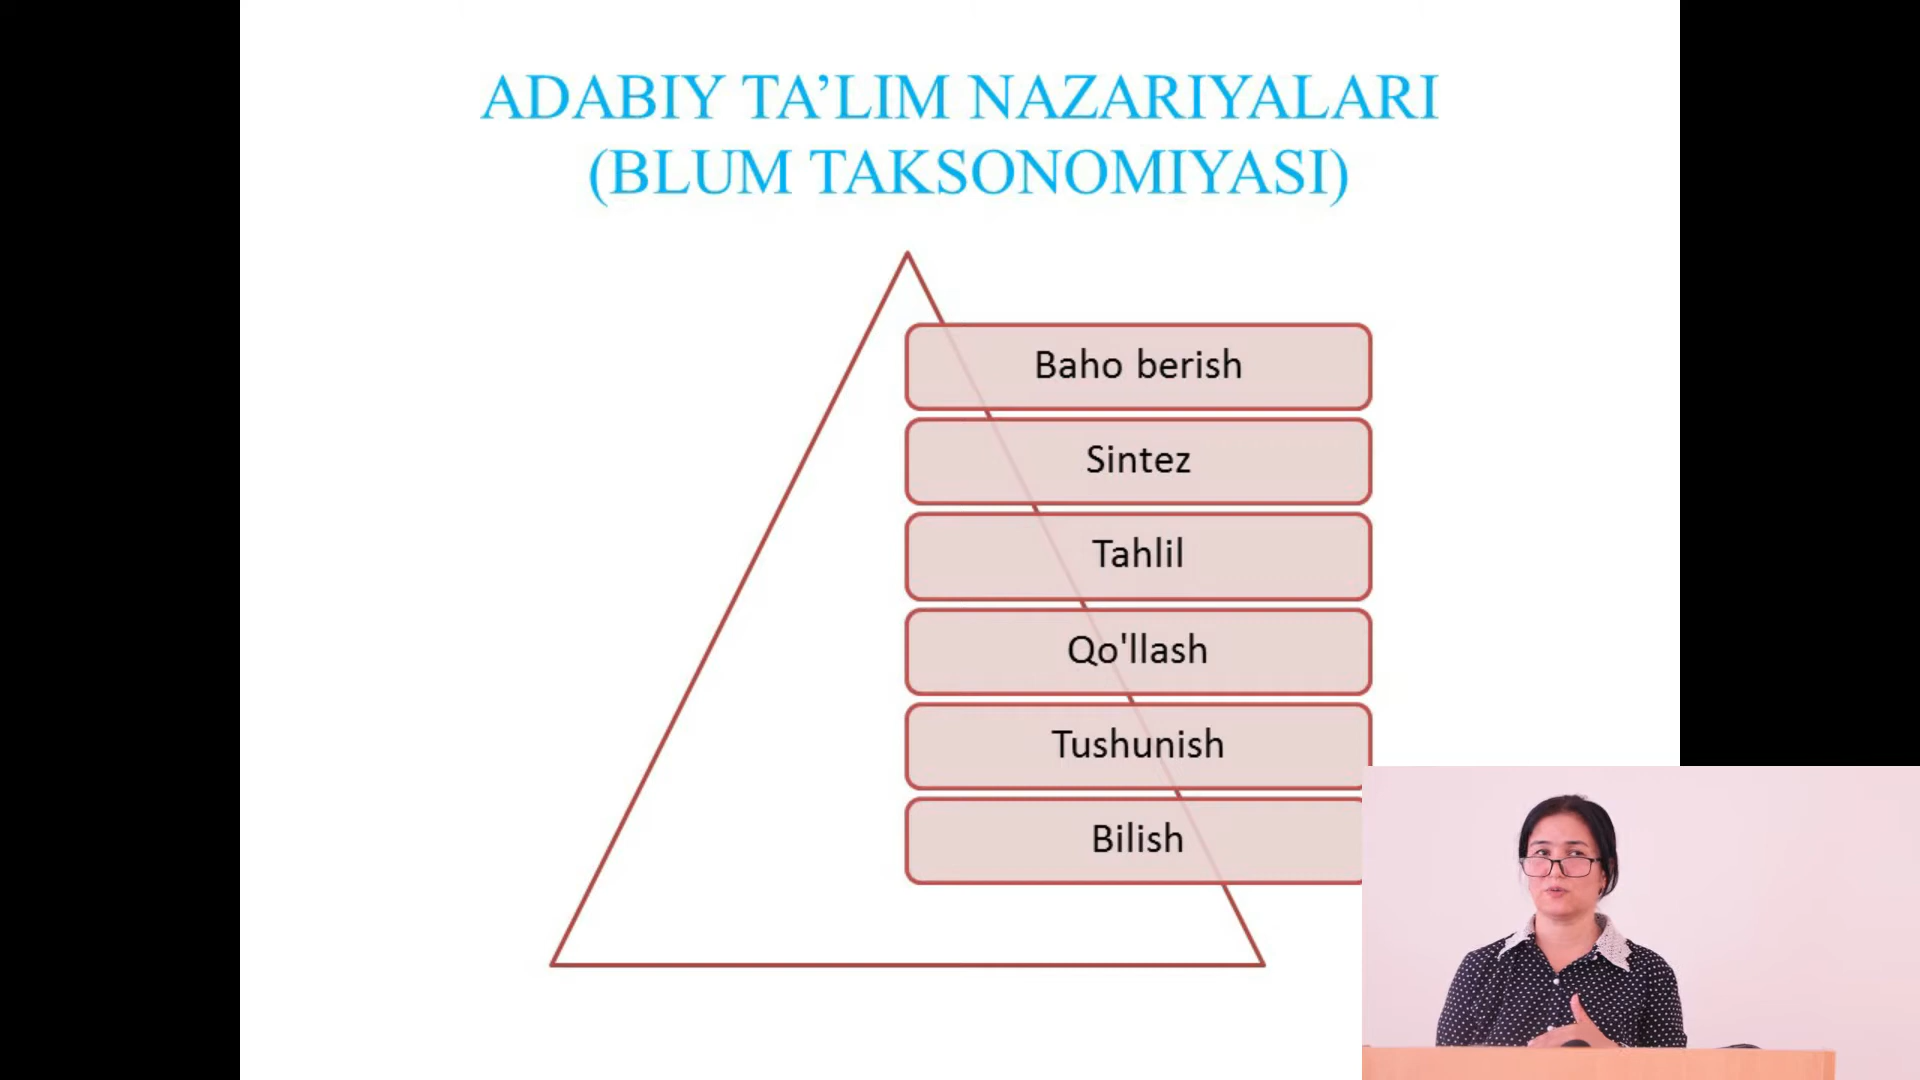 ADABIY TA’LIM NAZARIYALARI
(BLUM TAKSONOMIYASI)
Baho berish
Sintez
Tahlil
Qo'llash
Tushunish
Bilish